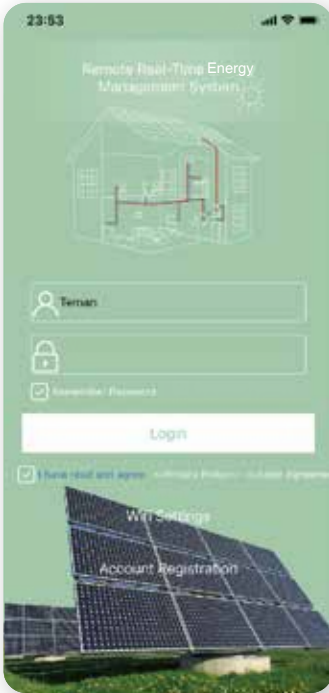 23:53
Remote Real-Time Energy
Management System
Teman
Remember Password
Login
I have read and agree
Wifi Settings
Account Registration